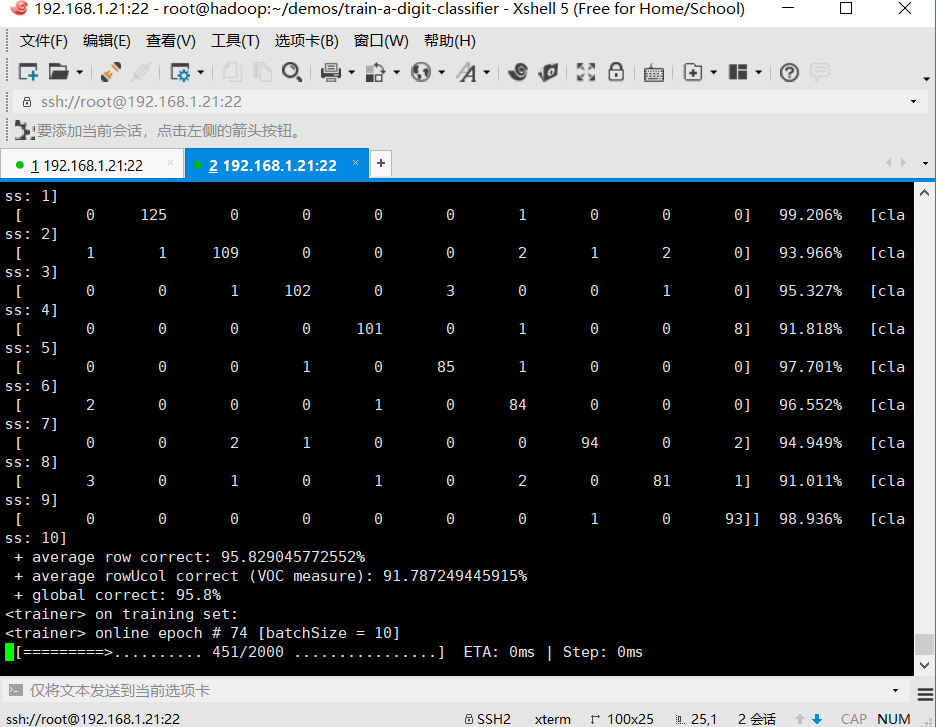 192.168.1.21:22 - root@hadoop:~/demos/train-a-digit-classifier - Xshell 5 (Free for Home/School)
文件(F) 编辑(E) 查看(V) 工具(T) 选项卡(B) 窗口(W) 帮助(H)
ssh://root@192.168.1.21:22
要添加当前会话，点击左侧的箭头按钮。
1 192.168.1.21:22 × 2 192.168.1.21:22 × +
ss: 1]
[ 0 125 0 0 0 0 1 0 0 0] 99.206% [cla
ss: 2]
[ 1 1 109 0 0 0 2 1 2 0] 93.966% [cla
ss: 3]
[ 0 0 1 102 0 3 0 0 1 0] 95.327% [cla
ss: 4]
[ 0 0 0 0 101 0 1 0 0 8] 91.818% [cla
ss: 5]
[ 0 0 0 1 0 85 1 0 0 0] 97.701% [cla
ss: 6]
[ 2 0 0 0 1 0 84 0 0 0] 96.552% [cla
ss: 7]
[ 0 0 2 1 0 0 0 94 0 2] 94.949% [cla
ss: 8]
[ 3 0 1 0 1 0 2 0 81 1] 91.011% [cla
ss: 9]
[ 0 0 0 0 0 0 0 1 0 93]] 98.936% [cla
ss: 10]
+ average row correct: 95.829045772552%
+ average rowUcol correct (VOC measure): 91.787249445915%
+ global correct: 95.8%
<trainer> on training set:
<trainer> online epoch # 74 [batchSize = 10]
[=========>.......... 451/2000 ................] ETA: 0ms | Step: 0ms
仅将文本发送到当前选项卡
ssh://root@192.168.1.21:22 SSH2 xterm 100x25 25,1 2 会话 CAP NUM